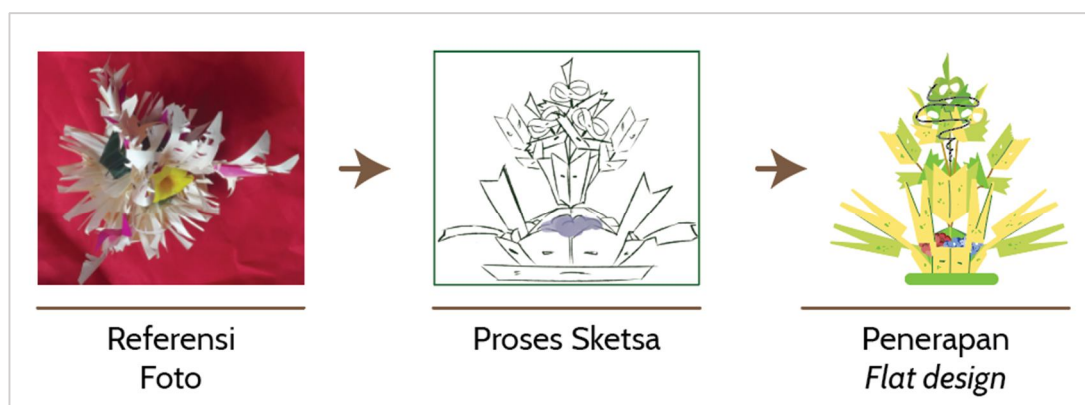 Referensi
Foto
Proses Sketsa
Penerapan
Flat design